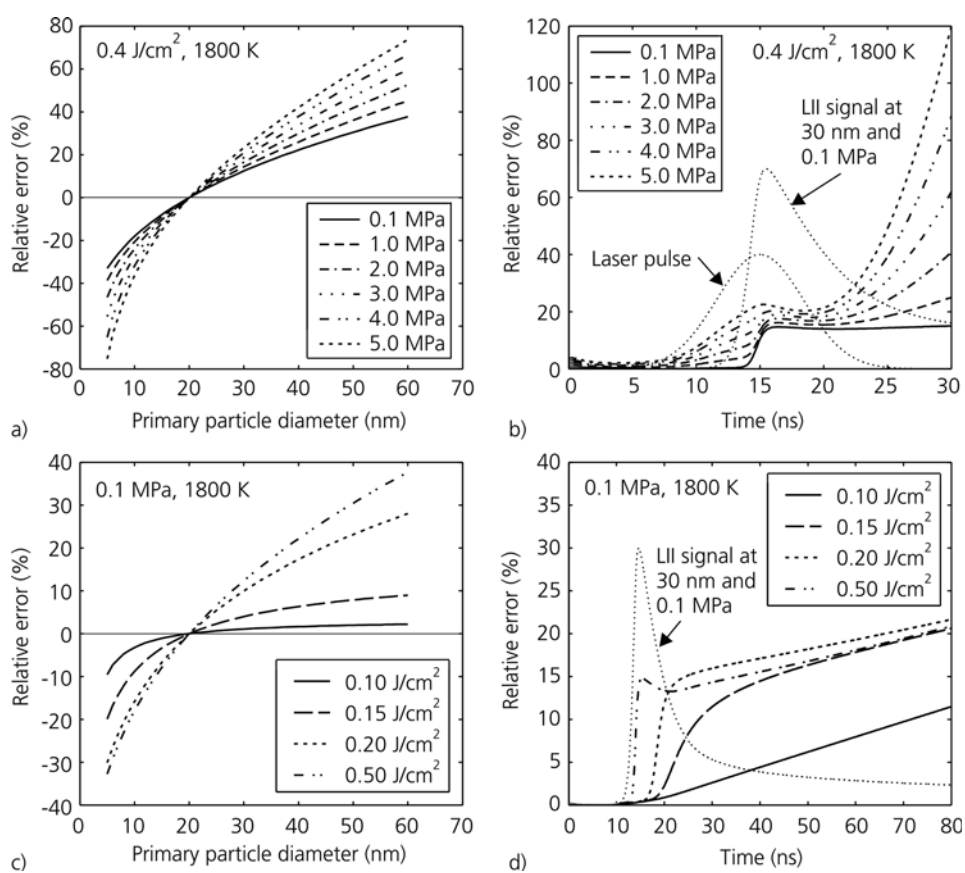 80
60
40
20
0
-20
-40
-60
-80
Relative error (%)
0.4 J/cm², 1800 K
0.1 MPa
1.0 MPa
2.0 MPa
3.0 MPa
4.0 MPa
5.0 MPa
0 10 20 30 40 50 60 70
a) Primary particle diameter (nm)
120
100
80
60
40
20
0
Relative error (%)
0.1 MPa
1.0 MPa
2.0 MPa
3.0 MPa
4.0 MPa
5.0 MPa
0.4 J/cm², 1800 K
LII signal at
30 nm and
0.1 MPa
Laser pulse
0 5 10 15 20 25 30
b) Time (ns)
40
30
20
10
0
-10
-20
-30
-40
Relative error (%)
0.1 MPa, 1800 K
0.10 J/cm²
0.15 J/cm²
0.20 J/cm²
0.50 J/cm²
0 10 20 30 40 50 60 70
c) Primary particle diameter (nm)
40
35
30
25
20
15
10
5
0
Relative error (%)
0.1 MPa, 1800 K
0.10 J/cm²
0.15 J/cm²
0.20 J/cm²
0.50 J/cm²
LII signal at
30 nm and
0.1 MPa
0 10 20 30 40 50 60 70 80
d) Time (ns)